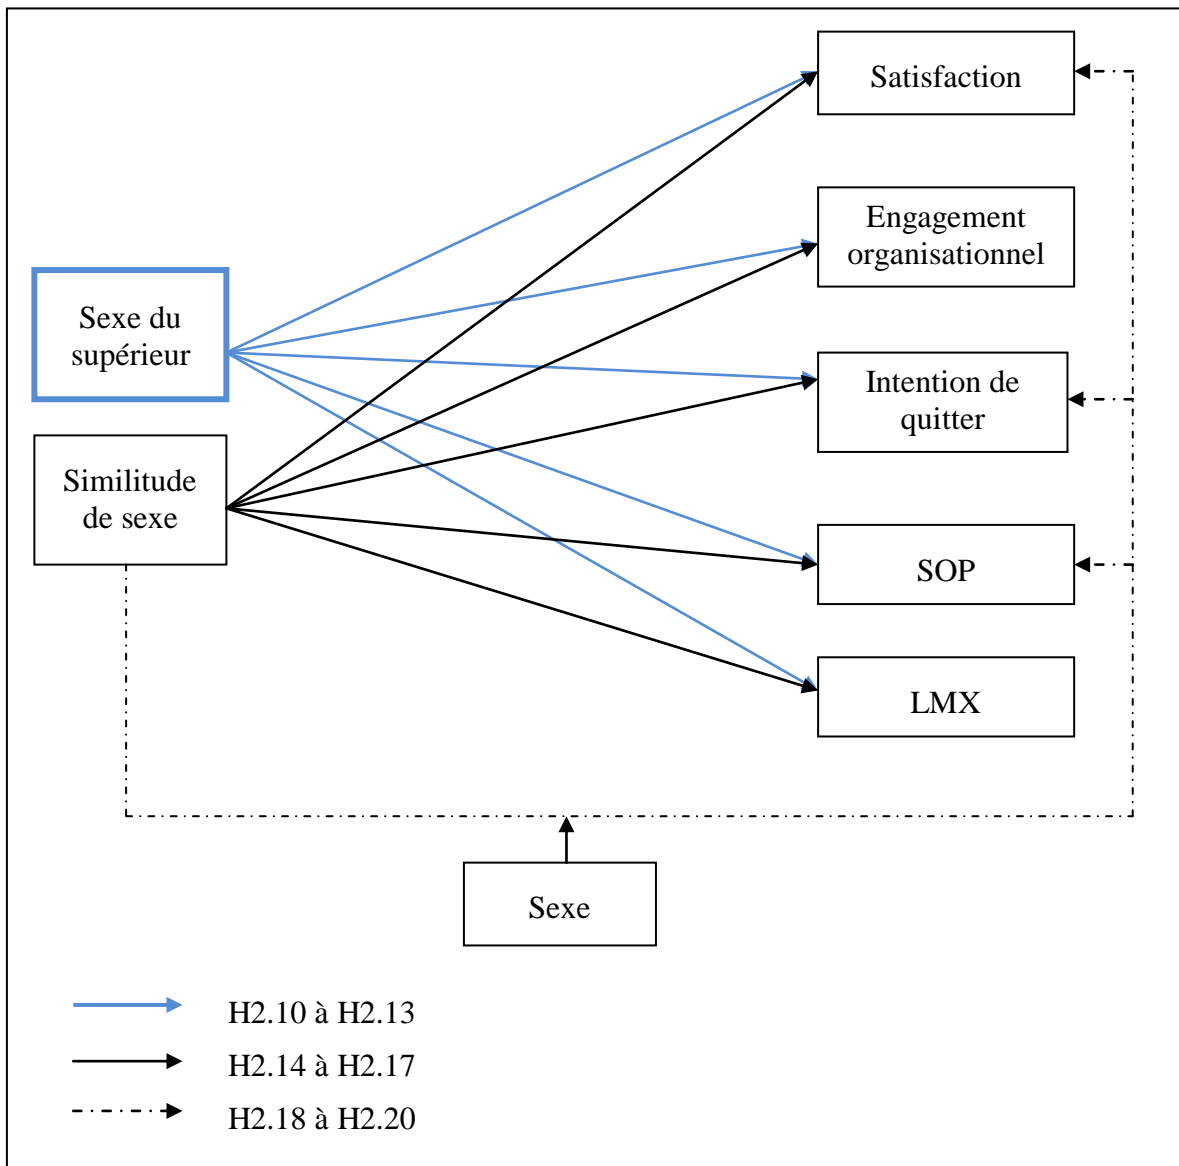 Satisfaction
Engagement
organisationnel
Sexe du
supérieur
Intention de
quitter
Similitude
de sexe
SOP
LMX
Sexe
H2.10 à H2.13
H2.14 à H2.17
H2.18 à H2.20